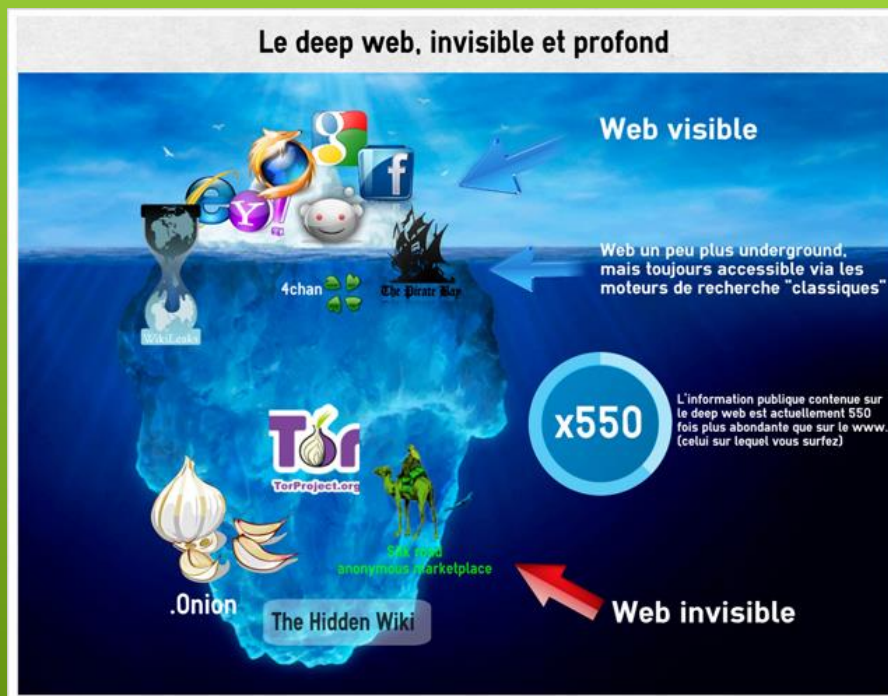 Le deep web, invisible et profond
Web visible
Y!
WikiLeaks
4chan
The Pirate Bay
Web un peu plus underground,
mais toujours accessible via les
moteurs de recherche "classiques"
x550
L'information publique contenue sur
le deep web est actuellement 550
fois plus abondante que sur le www.
(celui sur lequel vous surfez)
Tor
TorProject.org
Silk road
anonymous marketplace
.Onion
The Hidden Wiki
Web invisible